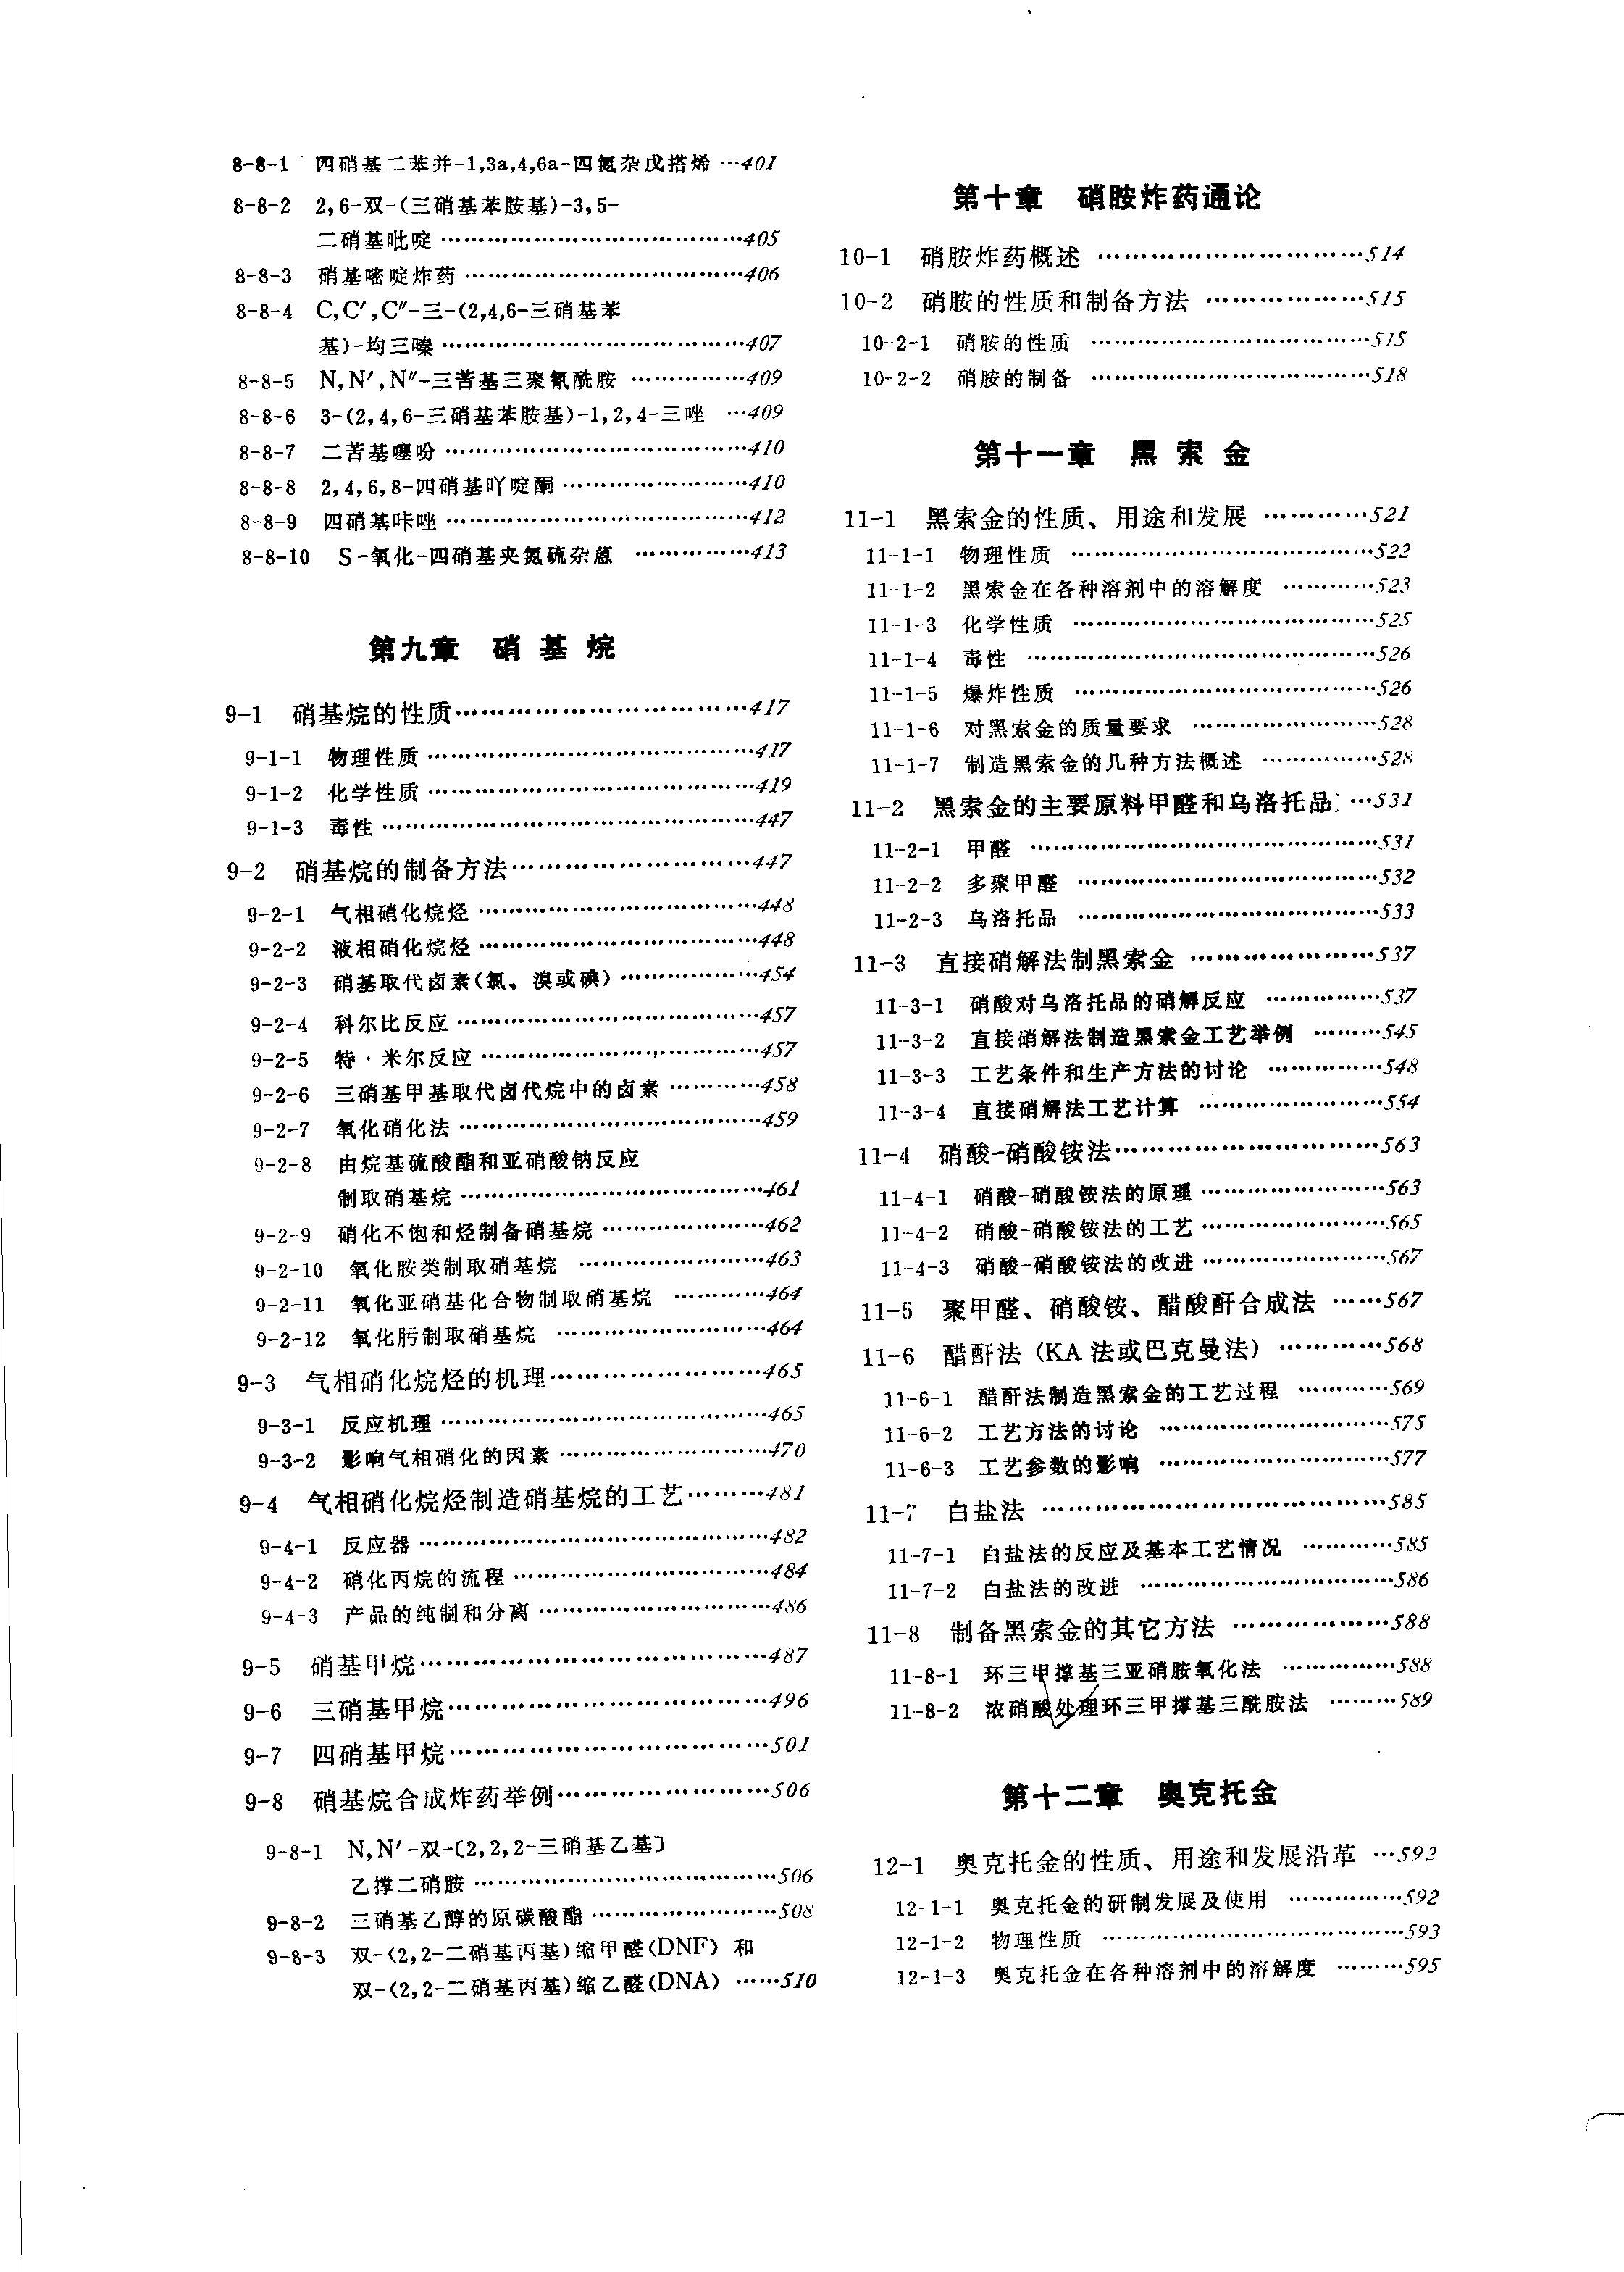 8-8-1 四硝基二苯并-1,3a,4,6a-四氮杂戊搭烯 …401
8-8-2 2,6-双-(三硝基苯胺基)-3,5-
二硝基吡啶 …405
8-8-3 硝基嘧啶炸药 …406
8-8-4 C,C′,C″-三-(2,4,6-三硝基苯
基)-均三嗪 …407
8-8-5 N,N′,N″-三苦基三聚氰酰胺 …409
8-8-6 3-(2,4,6-三硝基苯胺基)-1,2,4-三唑 …409
8-8-7 二苦基噻吩 …410
8-8-8 2,4,6,8-四硝基吖啶酮 …410
8-8-9 四硝基咔唑 …412
8-8-10 S-氧化-四硝基夹氮硫杂蒽 …413
第九章 硝基烷
9-1 硝基烷的性质 …417
9-1-1 物理性质 …417
9-1-2 化学性质 …419
9-1-3 毒性 …447
9-2 硝基烷的制备方法 …447
9-2-1 气相硝化烷烃 …448
9-2-2 液相硝化烷烃 …448
9-2-3 硝基取代卤素(氯、溴或碘) …454
9-2-4 科尔比反应 …457
9-2-5 特·米尔反应 …457
9-2-6 三硝基甲基取代卤代烷中的卤素 …458
9-2-7 氧化硝化法 …459
9-2-8 由烷基硫酸酯和亚硝酸钠反应
制取硝基烷 …461
9-2-9 硝化不饱和烃制备硝基烷 …462
9-2-10 氧化胺类制取硝基烷 …463
9-2-11 氧化亚硝基化合物制取硝基烷 …464
9-2-12 氧化肟制取硝基烷 …464
9-3 气相硝化烷烃的机理 …465
9-3-1 反应机理 …465
9-3-2 影响气相硝化的因素 …470
9-4 气相硝化烷烃制造硝基烷的工艺 …481
9-4-1 反应器 …482
9-4-2 硝化丙烷的流程 …484
9-4-3 产品的纯制和分离 …486
9-5 硝基甲烷 …487
9-6 三硝基甲烷 …496
9-7 四硝基甲烷 …501
9-8 硝基烷合成炸药举例 …506
9-8-1 N,N′-双-〔2,2,2-三硝基乙基〕
乙撑二硝胺 …506
9-8-2 三硝基乙醇的原碳酸酯 …508
9-8-3 双-(2,2-二硝基丙基)缩甲醛(DNF) 和
双-(2,2-二硝基丙基)缩乙醛(DNA) …510
第十章 硝胺炸药通论
10-1 硝胺炸药概述 …514
10-2 硝胺的性质和制备方法 …515
10-2-1 硝胺的性质 …515
10-2-2 硝胺的制备 …518
第十一章 黑索金
11-1 黑索金的性质、用途和发展 …521
11-1-1 物理性质 …522
11-1-2 黑索金在各种溶剂中的溶解度 …523
11-1-3 化学性质 …525
11-1-4 毒性 …526
11-1-5 爆炸性质 …526
11-1-6 对黑索金的质量要求 …528
11-1-7 制造黑索金的几种方法概述 …528
11-2 黑索金的主要原料甲醛和乌洛托品 …531
11-2-1 甲醛 …531
11-2-2 多聚甲醛 …532
11-2-3 乌洛托品 …533
11-3 直接硝解法制黑索金 …537
11-3-1 硝酸对乌洛托品的硝解反应 …537
11-3-2 直接硝解法制造黑索金工艺举例 …545
11-3-3 工艺条件和生产方法的讨论 …548
11-3-4 直接硝解法工艺计算 …554
11-4 硝酸-硝酸铵法 …563
11-4-1 硝酸-硝酸铵法的原理 …563
11-4-2 硝酸-硝酸铵法的工艺 …565
11-4-3 硝酸-硝酸铵法的改进 …567
11-5 聚甲醛、硝酸铵、醋酸酐合成法 …567
11-6 醋酐法 (KA 法或巴克曼法) …568
11-6-1 醋酐法制造黑索金的工艺过程 …569
11-6-2 工艺方法的讨论 …575
11-6-3 工艺参数的影响 …577
11-7 白盐法 …585
11-7-1 白盐法的反应及基本工艺情况 …585
11-7-2 白盐法的改进 …586
11-8 制备黑索金的其它方法 …588
11-8-1 环三甲撑基三亚硝胺氧化法 …588
11-8-2 浓硝酸处理环三甲撑基三酰胺法 …589
第十二章 奥克托金
12-1 奥克托金的性质、用途和发展沿革 …592
12-1-1 奥克托金的研制发展及使用 …592
12-1-2 物理性质 …593
12-1-3 奥克托金在各种溶剂中的溶解度 …595